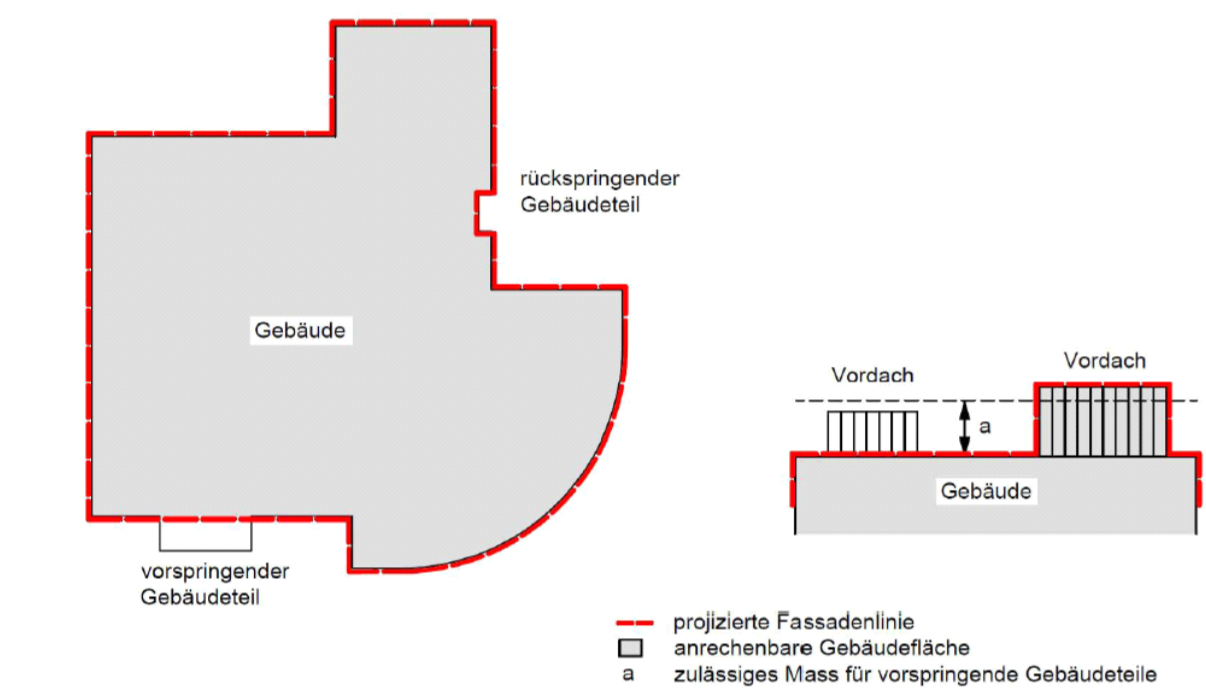 rückspringender
Gebäudeteil
Gebäude
Vordach
Vordach
a
Gebäude
vorspringender
Gebäudeteil
projizierte Fassadenlinie
anrechenbare Gebäudefläche
a zulässiges Mass für vorspringende Gebäudeteile